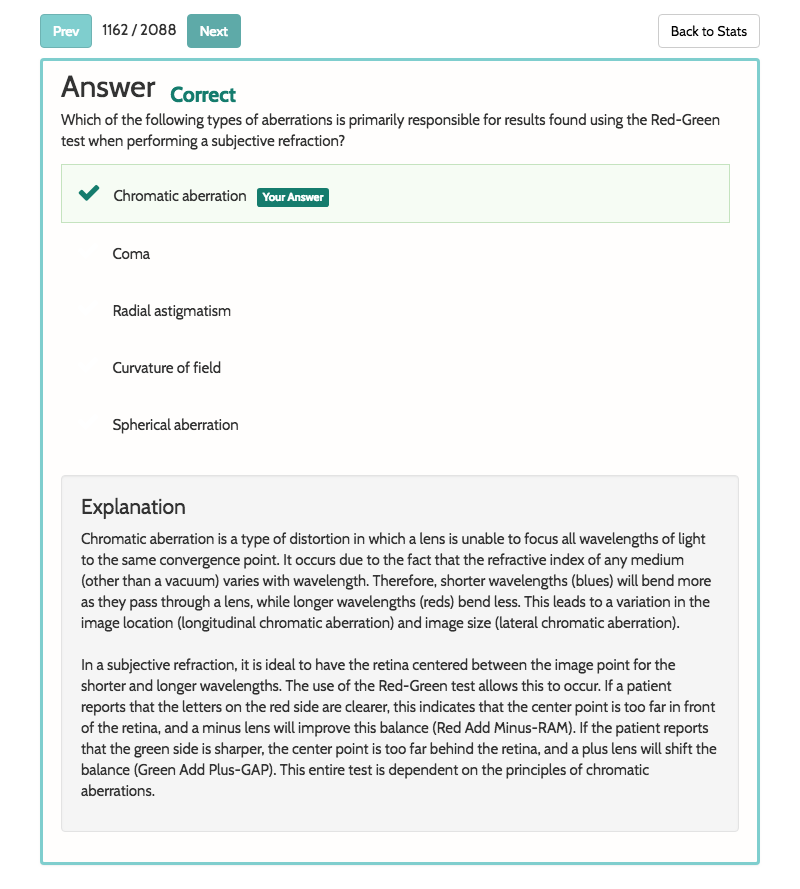 Prev 1162 / 2088 Next Back to Stats
Answer Correct
Which of the following types of aberrations is primarily responsible for results found using the Red-Green
test when performing a subjective refraction?
Chromatic aberration Your Answer
Coma
Radial astigmatism
Curvature of field
Spherical aberration
Explanation
Chromatic aberration is a type of distortion in which a lens is unable to focus all wavelengths of light
to the same convergence point. It occurs due to the fact that the refractive index of any medium
(other than a vacuum) varies with wavelength. Therefore, shorter wavelengths (blues) will bend more
as they pass through a lens, while longer wavelengths (reds) bend less. This leads to a variation in the
image location (longitudinal chromatic aberration) and image size (lateral chromatic aberration).
In a subjective refraction, it is ideal to have the retina centered between the image point for the
shorter and longer wavelengths. The use of the Red-Green test allows this to occur. If a patient
reports that the letters on the red side are clearer, this indicates that the center point is too far in front
of the retina, and a minus lens will improve this balance (Red Add Minus-RAM). If the patient reports
that the green side is sharper, the center point is too far behind the retina, and a plus lens will shift the
balance (Green Add Plus-GAP). This entire test is dependent on the principles of chromatic
aberrations.